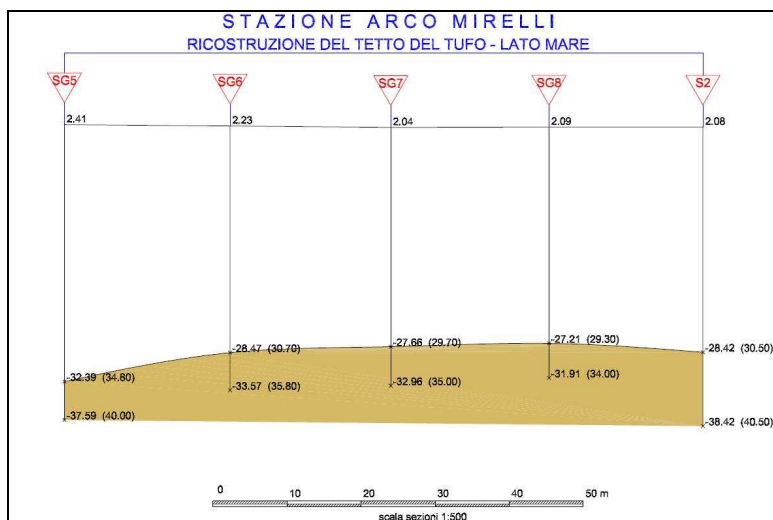 STAZIONE ARCO MIRELLI
RICOSTRUZIONE DEL TETTO DEL TUFO - LATO MARE
SG5 SG6 SG7 SG8 S2
2.41 2.23 2.04 2.09 2.08
-32.39 (34.80) -28.47 (30.70) -27.66 (29.70) -27.21 (29.30) -28.42 (30.50)
-37.59 (40.00) -33.57 (35.80) -32.96 (35.00) -31.91 (34.00) -38.42 (40.50)
0 10 20 30 40 50 m
scala sezioni 1:500